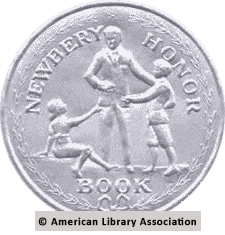 NEWBERY HONOR
BOOK
© American Library Association